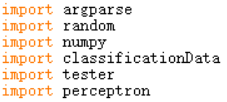 import argparse
import random
import numpy
import classificationData
import tester
import perceptron